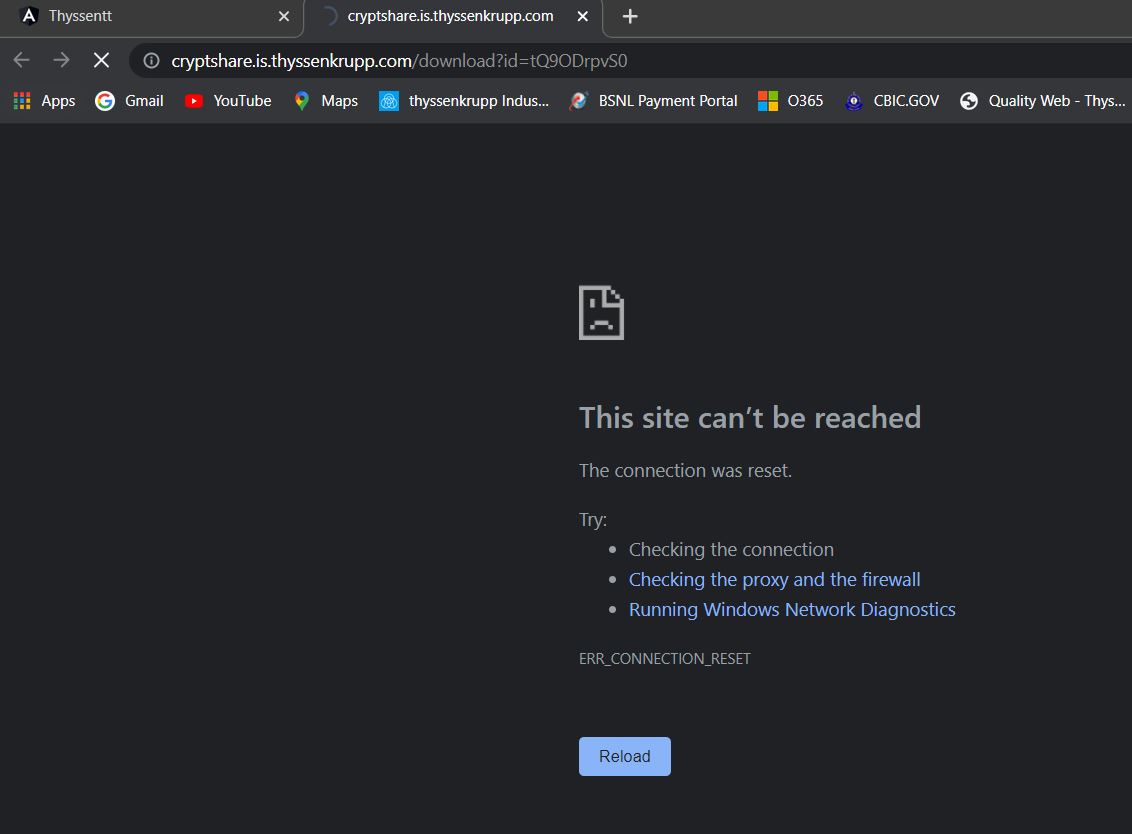 Thyssentt
cryptshare.is.thyssenkrupp.com
cryptshare.is.thyssenkrupp.com/download?id=tQ9ODrpvS0
Apps Gmail YouTube Maps thyssenkrupp Indus... BSNL Payment Portal O365 CBIC.GOV Quality Web - Thys...
This site can’t be reached
The connection was reset.
Try:
Checking the connection
Checking the proxy and the firewall
Running Windows Network Diagnostics
ERR_CONNECTION_RESET
Reload